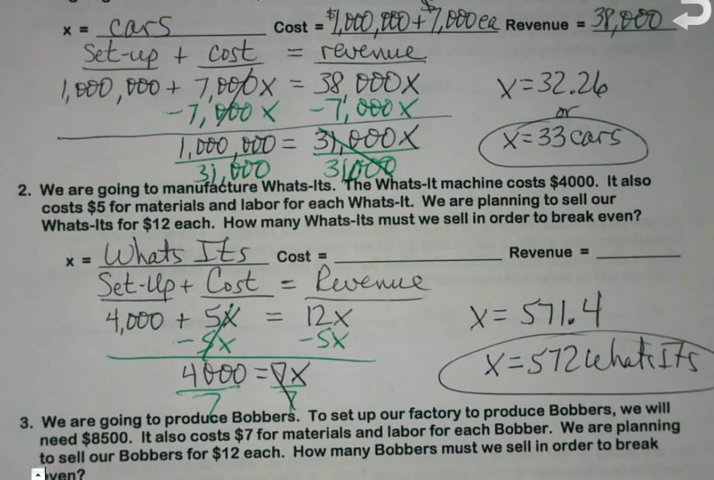 x = cars Cost = $1,000,000 + 7,000 ea Revenue = 38,000
Set-up + cost = revenue
1,000,000 + 7,000x = 38,000x x=32.26
-7,000x -7,000x or
1,000,000 = 31,000x x=33 cars
31,000 31,000
2. We are going to manufacture Whats-Its. The Whats-It machine costs $4000. It also
costs $5 for materials and labor for each Whats-It. We are planning to sell our
Whats-Its for $12 each. How many Whats-Its must we sell in order to break even?
x = Whats Its Cost = Revenue =
Set-Up + Cost = Revenue
4,000 + 5x = 12x x=571.4
-5x -5x
4000 = 7x x=572 Whats Its
7 7
3. We are going to produce Bobbers. To set up our factory to produce Bobbers, we will
need $8500. It also costs $7 for materials and labor for each Bobber. We are planning
to sell our Bobbers for $12 each. How many Bobbers must we sell in order to break
even?